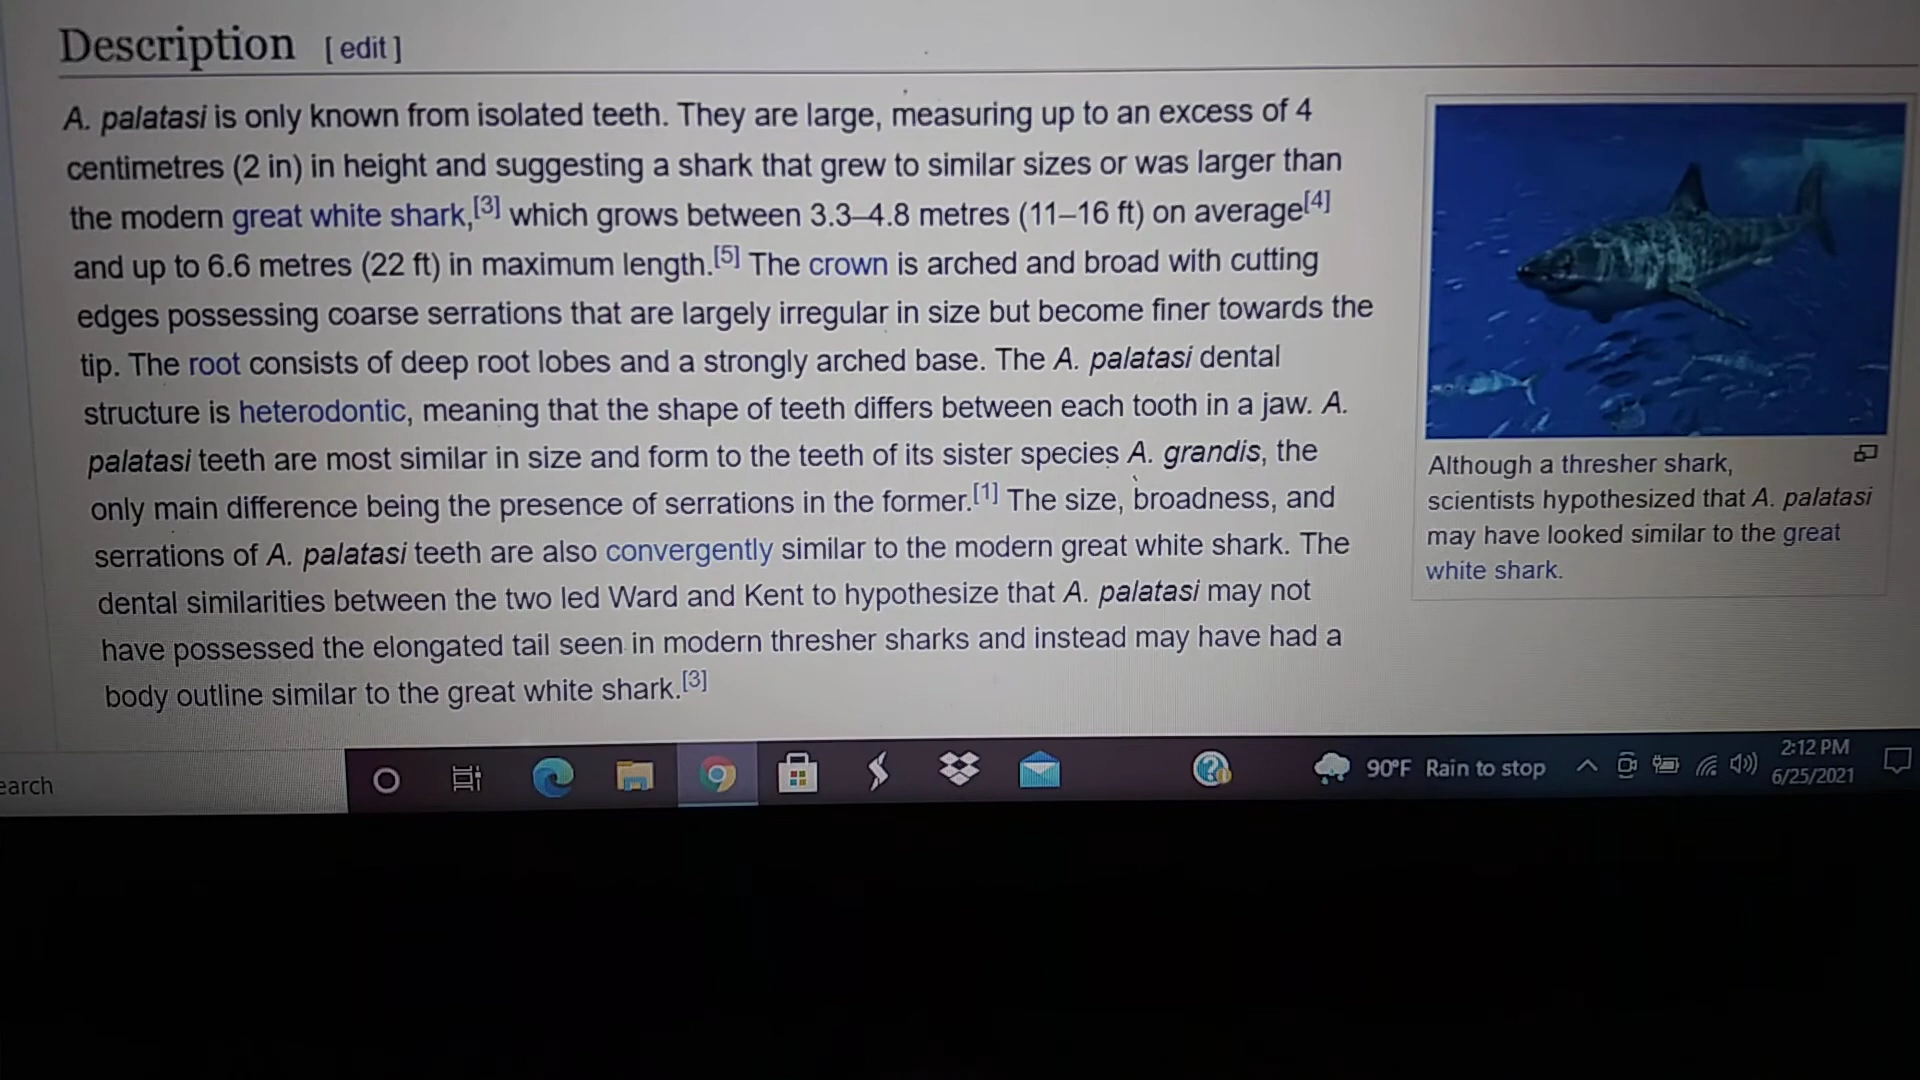 Description [ edit ]
A. palatasi is only known from isolated teeth. They are large, measuring up to an excess of 4
centimetres (2 in) in height and suggesting a shark that grew to similar sizes or was larger than
the modern great white shark,[3] which grows between 3.3–4.8 metres (11–16 ft) on average[4]
and up to 6.6 metres (22 ft) in maximum length.[5] The crown is arched and broad with cutting
edges possessing coarse serrations that are largely irregular in size but become finer towards the
tip. The root consists of deep root lobes and a strongly arched base. The A. palatasi dental
structure is heterodontic, meaning that the shape of teeth differs between each tooth in a jaw. A.
palatasi teeth are most similar in size and form to the teeth of its sister species A. grandis, the
only main difference being the presence of serrations in the former.[1] The size, broadness, and
serrations of A. palatasi teeth are also convergently similar to the modern great white shark. The
dental similarities between the two led Ward and Kent to hypothesize that A. palatasi may not
have possessed the elongated tail seen in modern thresher sharks and instead may have had a
body outline similar to the great white shark.[3]
Although a thresher shark,
scientists hypothesized that A. palatasi
may have looked similar to the great
white shark.
earch
90°F Rain to stop
2:12 PM
6/25/2021